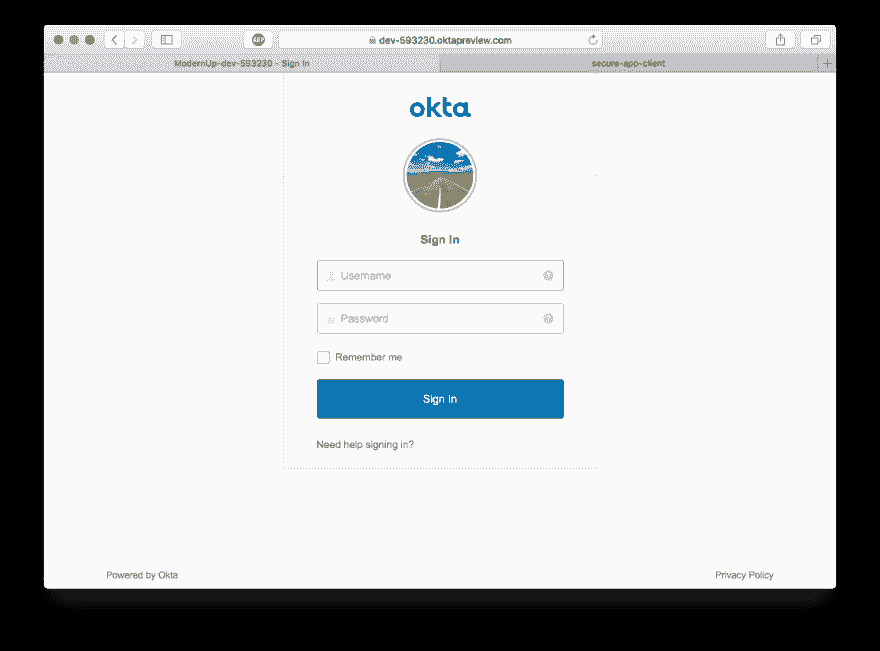 ABP
dev-593230.oktapreview.com
ModernUp-dev-593230 - Sign In
secure-app-client
okta
Sign In
Username
Password
Remember me
Sign In
Need help signing in?
Powered by Okta
Privacy Policy